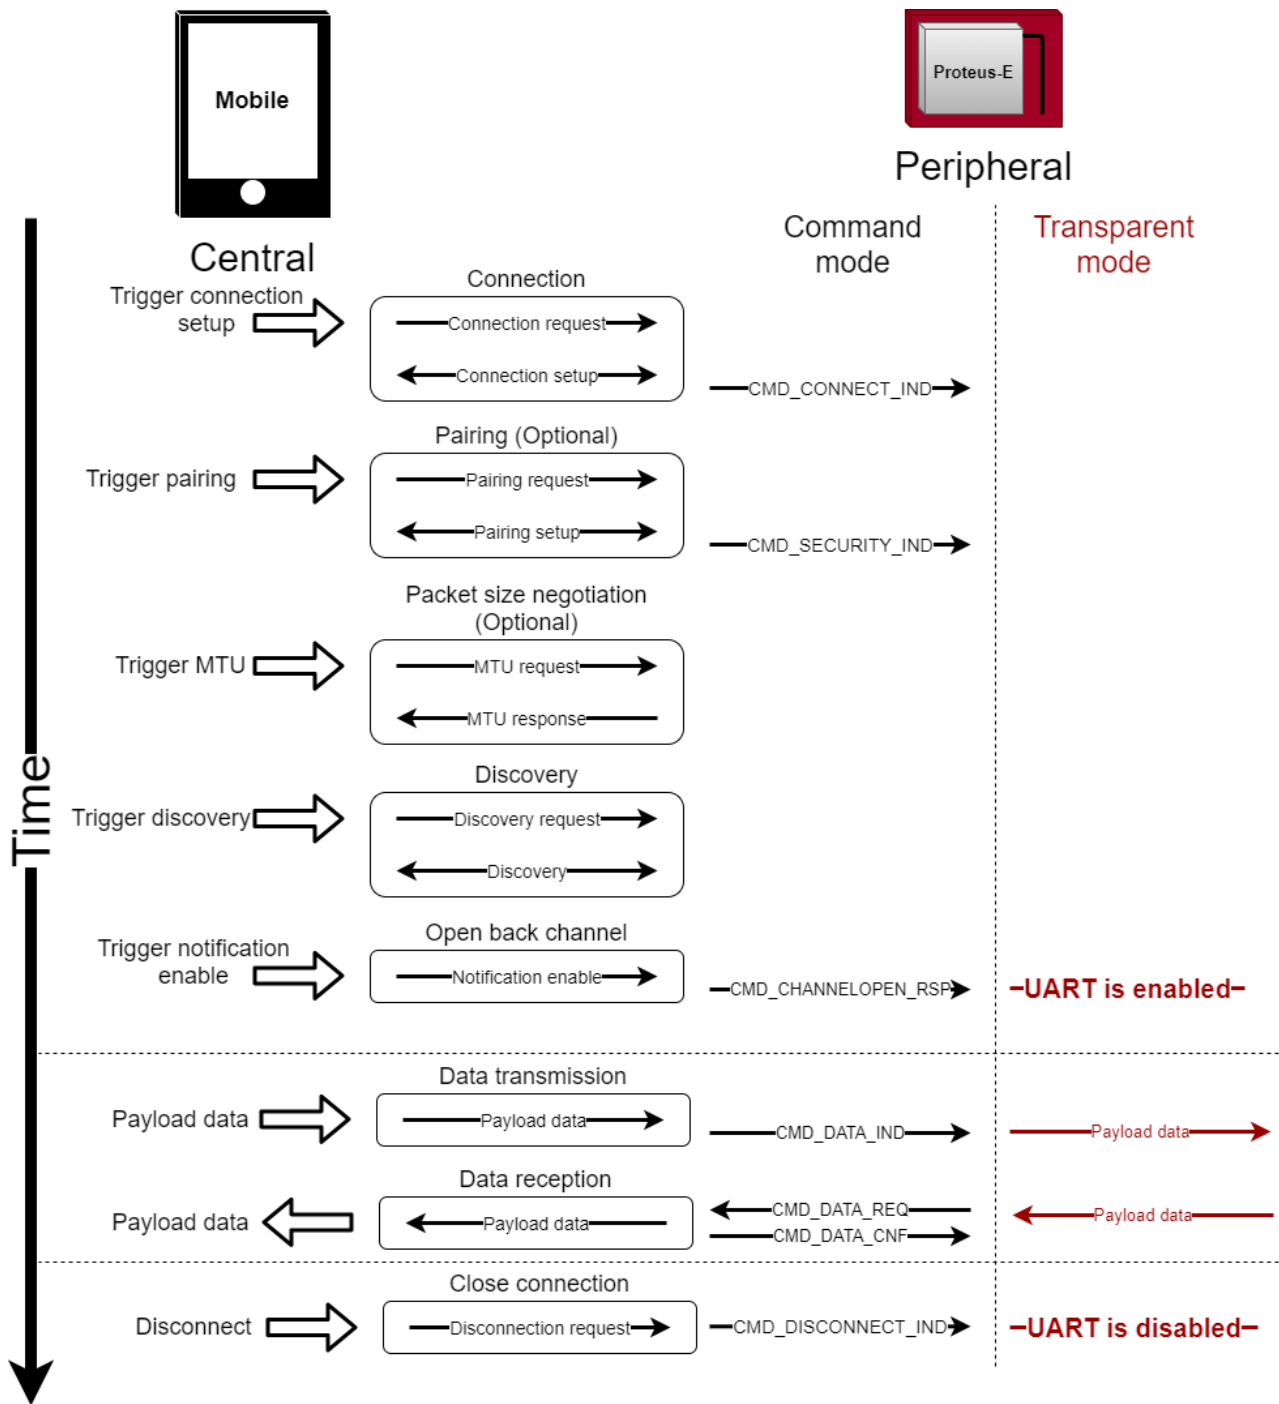 Mobile
Proteus-E
Peripheral
Central
Command
mode
Transparent
mode
Time
Trigger connection
setup
Connection
Connection request
Connection setup
CMD_CONNECT_IND
Pairing (Optional)
Trigger pairing
Pairing request
Pairing setup
CMD_SECURITY_IND
Packet size negotiation
(Optional)
Trigger MTU
MTU request
MTU response
Discovery
Trigger discovery
Discovery request
Discovery
Open back channel
Trigger notification
enable
Notification enable
CMD_CHANNELOPEN_RSP
UART is enabled
Data transmission
Payload data
Payload data
CMD_DATA_IND
Payload data
Data reception
Payload data
Payload data
CMD_DATA_REQ
CMD_DATA_CNF
Payload data
Close connection
Disconnect
Disconnection request
CMD_DISCONNECT_IND
UART is disabled